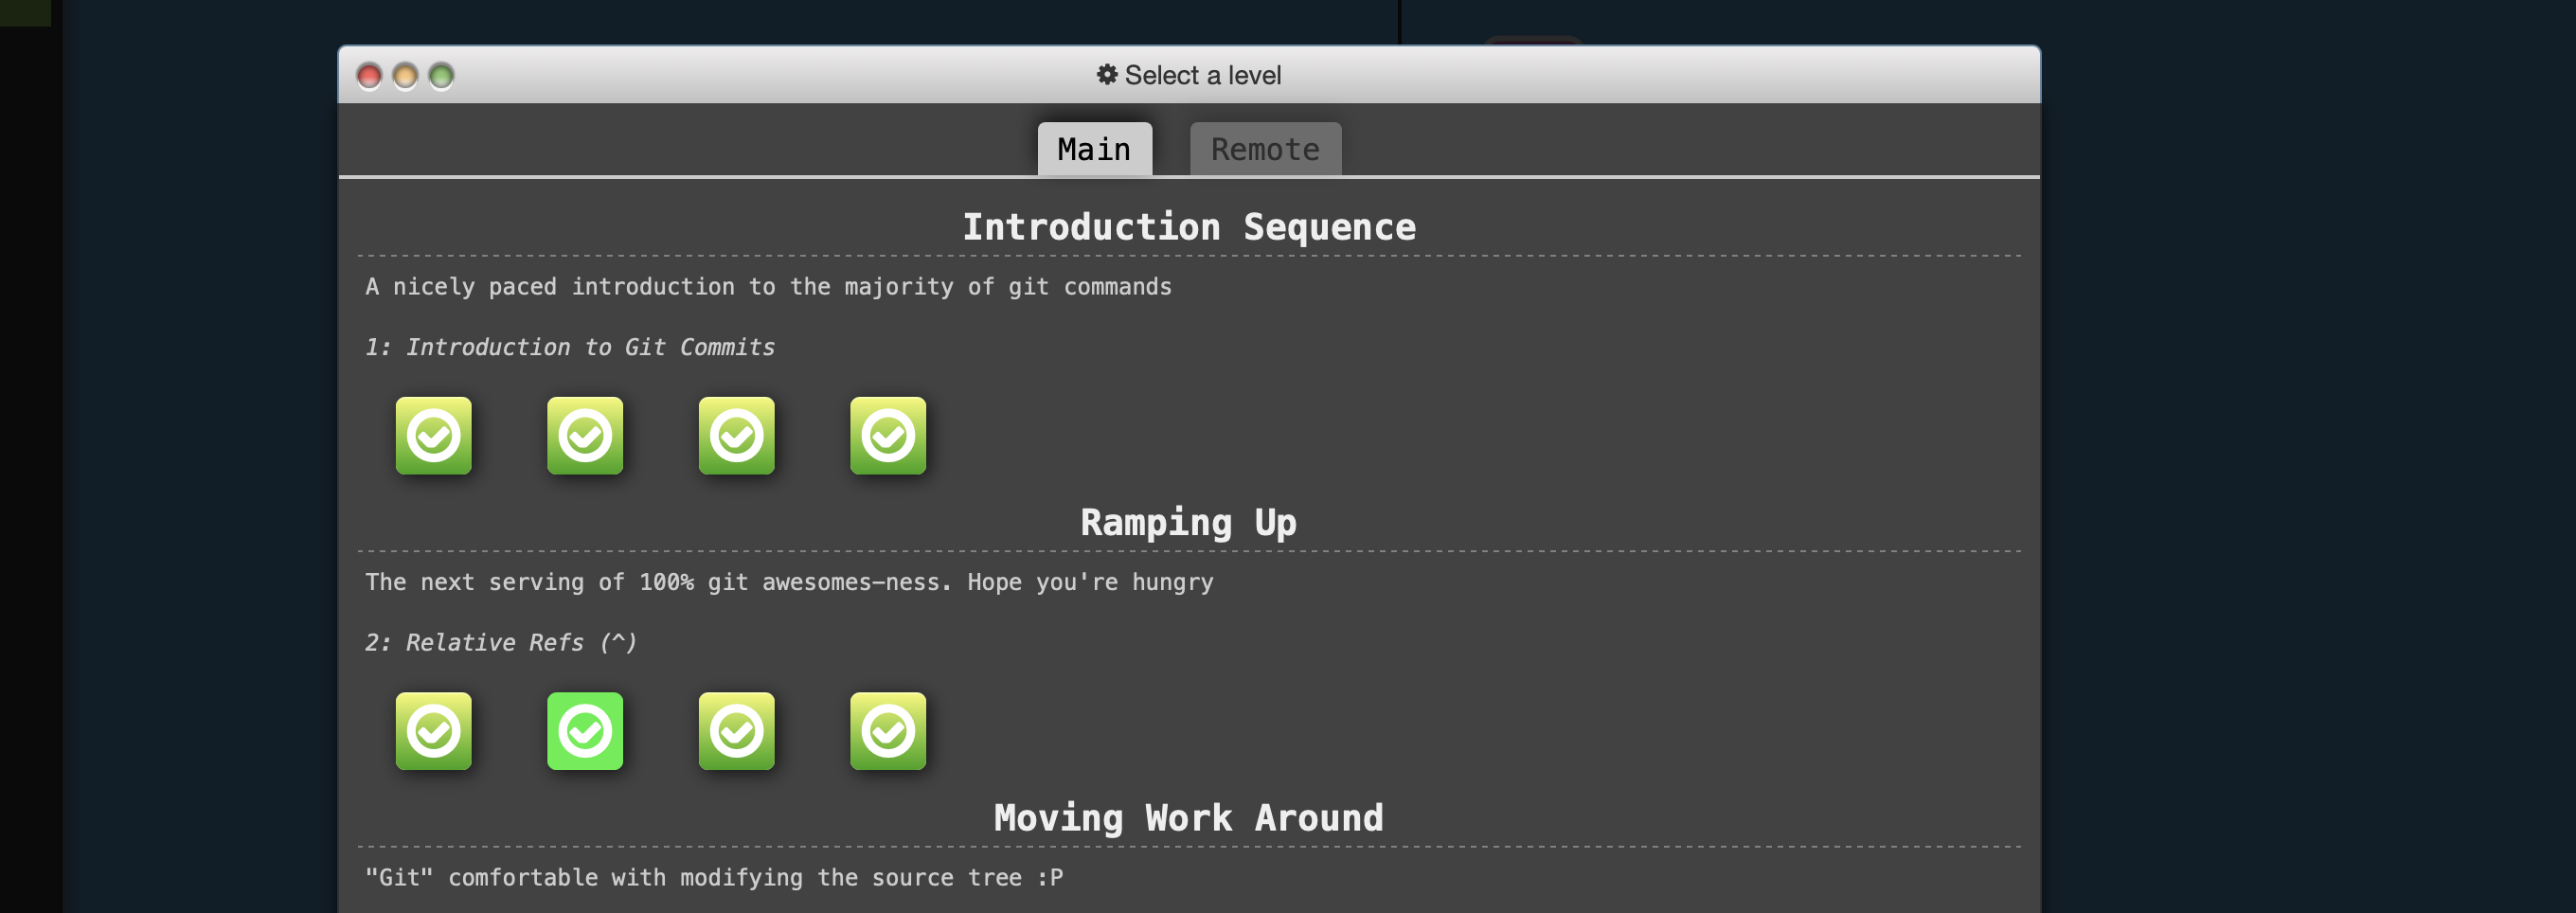 Select a level
Main Remote
Introduction Sequence
A nicely paced introduction to the majority of git commands
1: Introduction to Git Commits
Ramping Up
The next serving of 100% git awesomes-ness. Hope you're hungry
2: Relative Refs (^)
Moving Work Around
"Git" comfortable with modifying the source tree :P